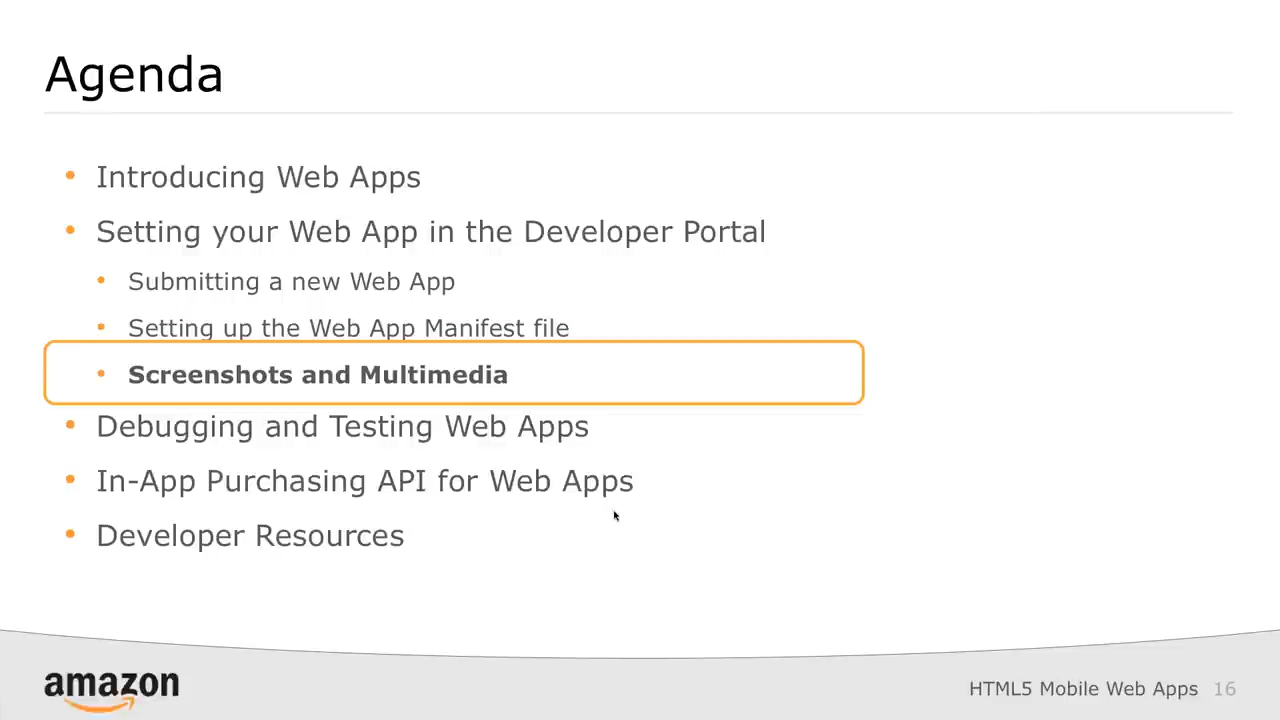 Agenda
• Introducing Web Apps
• Setting your Web App in the Developer Portal
• Submitting a new Web App
• Setting up the Web App Manifest file
• Screenshots and Multimedia
• Debugging and Testing Web Apps
• In-App Purchasing API for Web Apps
• Developer Resources
amazon
HTML5 Mobile Web Apps 16